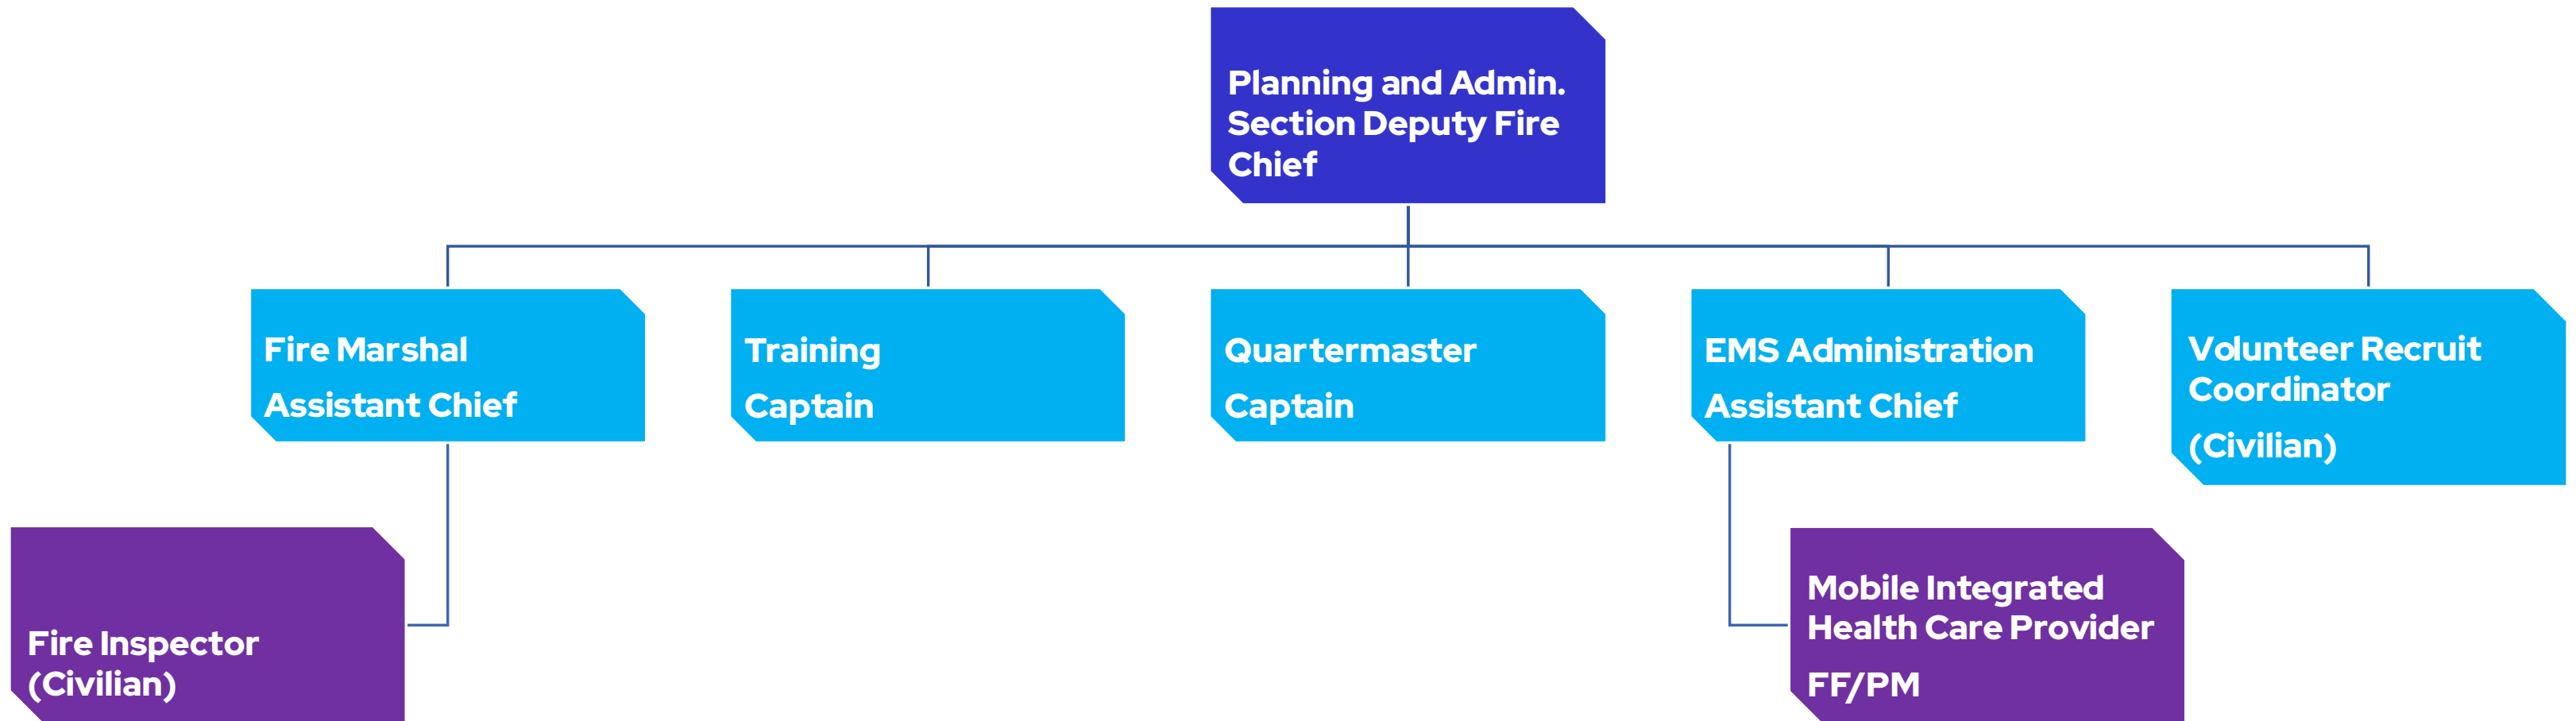 Planning and Admin.
Section Deputy Fire
Chief
Fire Marshal
Assistant Chief
Training
Captain
Quartermaster
Captain
EMS Administration
Assistant Chief
Volunteer Recruit
Coordinator
(Civilian)
Fire Inspector
(Civilian)
Mobile Integrated
Health Care Provider
FF/PM